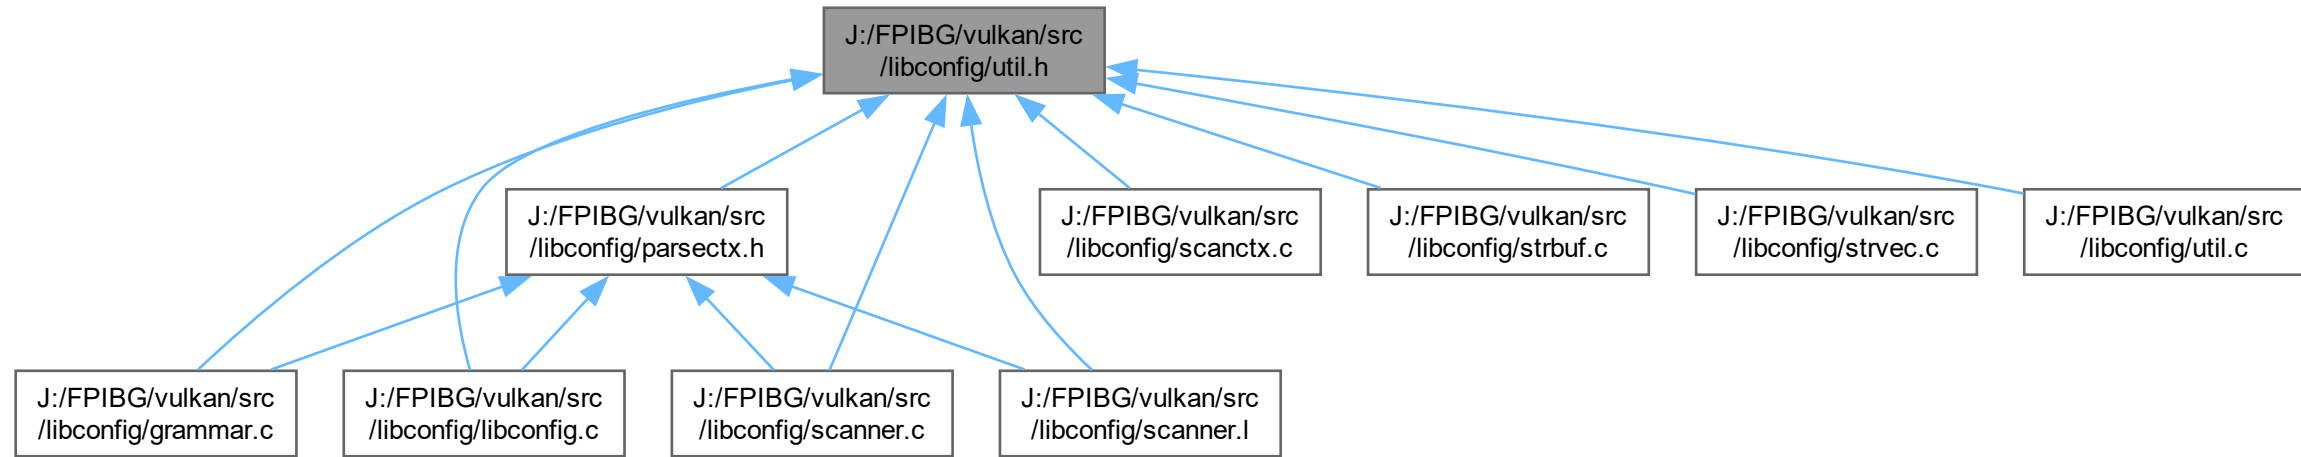 J:/FPIBG/vulkan/src
/libconfig/util.h
J:/FPIBG/vulkan/src
/libconfig/parsectx.h
J:/FPIBG/vulkan/src
/libconfig/scanctx.c
J:/FPIBG/vulkan/src
/libconfig/strbuf.c
J:/FPIBG/vulkan/src
/libconfig/strvec.c
J:/FPIBG/vulkan/src
/libconfig/util.c
J:/FPIBG/vulkan/src
/libconfig/grammar.c
J:/FPIBG/vulkan/src
/libconfig/libconfig.c
J:/FPIBG/vulkan/src
/libconfig/scanner.c
J:/FPIBG/vulkan/src
/libconfig/scanner.l